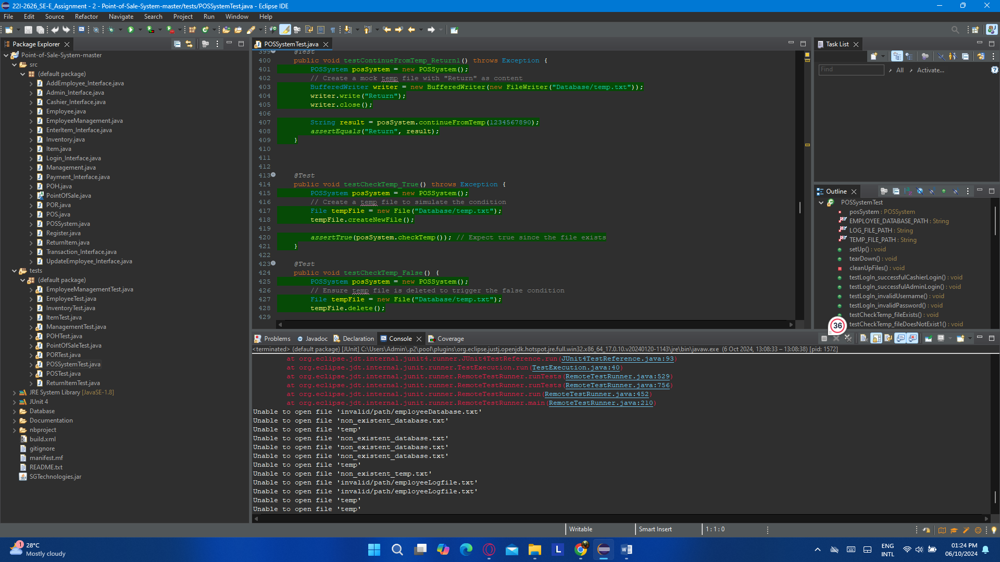 22I-2626_SE-E_Assignment - 2 - Point-of-Sale-System-master/tests/POSSystemTest.java - Eclipse IDE
File Edit Source Refactor Navigate Search Project Run Window Help
Package Explorer
Point-of-Sale-System-master
src
(default package)
AddEmployee_Interface.java
Admin_Interface.java
Cashier_Interface.java
Employee.java
EmployeeManagement.java
EnterItem_Interface.java
Inventory.java
Item.java
Login_Interface.java
Management.java
Payment_Interface.java
POH.java
PointOfSale.java
POR.java
POS.java
POSSystem.java
Register.java
ReturnItem.java
Transaction_Interface.java
UpdateEmployee_Interface.java
tests
(default package)
EmployeeManagementTest.java
EmployeeTest.java
InventoryTest.java
ItemTest.java
ManagementTest.java
POHTest.java
PointOfSaleTest.java
PORTest.java
POSSystemTest.java
POSTest.java
ReturnItemTest.java
JRE System Library [JavaSE-1.8]
JUnit 4
Database
Documentation
nbproject
build.xml
gitignore
manifest.mf
README.txt
SGTechnologies.jar
POSSystemTest.java
399 @Test
400 public void testContinueFromTemp_Return1() throws Exception {
401 POSSystem posSystem = new POSSystem();
402 // Create a mock temp file with "Return" as content
403 BufferedWriter writer = new BufferedWriter(new FileWriter("Database/temp.txt"));
404 writer.write("Return");
405 writer.close();
406
407 String result = posSystem.continueFromTemp(1234567890);
408 assertEquals("Return", result);
409 }
410
411
412
413 @Test
414 public void testCheckTemp_True() throws Exception {
415 POSSystem posSystem = new POSSystem();
416 // Create a temp file to simulate the condition
417 File tempFile = new File("Database/temp.txt");
418 tempFile.createNewFile();
419
420 assertTrue(posSystem.checkTemp()); // Expect true since the file exists
421 }
422
423 @Test
424 public void testCheckTemp_False() {
425 POSSystem posSystem = new POSSystem();
426 // Ensure temp file is deleted to trigger the false condition
427 File tempFile = new File("Database/temp.txt");
428 tempFile.delete();
429
Task List
Find All Activate...
Outline
POSSystemTest
posSystem : POSSystem
EMPLOYEE_DATABASE_PATH : String
LOG_FILE_PATH : String
TEMP_FILE_PATH : String
setUp() : void
tearDown() : void
cleanUpFiles() : void
testLogIn_successfulCashierLogin() : void
testLogIn_successfulAdminLogin() : void
testLogIn_invalidUsername() : void
testLogIn_invalidPassword() : void
testCheckTemp_fileExists() : void
testCheckTemp_fileDoesNotExist1() : void
36
Problems Javadoc Declaration Console Coverage
<terminated> (default package) [JUnit] C:\Users\Admin\.p2\pool\plugins\org.eclipse.justj.openjdk.hotspot.jre.full.win32.x86_64_17.0.10.v20240120-1143\jre\bin\javaw.exe (6 Oct 2024, 13:08:33 – 13:08:38) [pid: 1572]
at org.eclipse.jdt.internal.junit4.runner.JUnit4TestReference.run(JUnit4TestReference.java:93)
at org.eclipse.jdt.internal.junit.runner.TestExecution.run(TestExecution.java:40)
at org.eclipse.jdt.internal.junit.runner.RemoteTestRunner.runTests(RemoteTestRunner.java:529)
at org.eclipse.jdt.internal.junit.runner.RemoteTestRunner.runTests(RemoteTestRunner.java:756)
at org.eclipse.jdt.internal.junit.runner.RemoteTestRunner.run(RemoteTestRunner.java:452)
at org.eclipse.jdt.internal.junit.runner.RemoteTestRunner.main(RemoteTestRunner.java:210)
Unable to open file 'invalid/path/employeeDatabase.txt'
Unable to open file 'non_existent_database.txt'
Unable to open file 'temp'
Unable to open file 'non_existent_database.txt'
Unable to open file 'non_existent_database.txt'
Unable to open file 'non_existent_database.txt'
Unable to open file 'temp'
Unable to open file 'non_existent_temp.txt'
Unable to open file 'invalid/path/employeeLogfile.txt'
Unable to open file 'invalid/path/employeeLogfile.txt'
Unable to open file 'temp'
Unable to open file 'temp'
Writable Smart Insert 1 : 1 : 0
1
28°C
Mostly cloudy
L
W
ENG
INTL
01:24 PM
06/10/2024